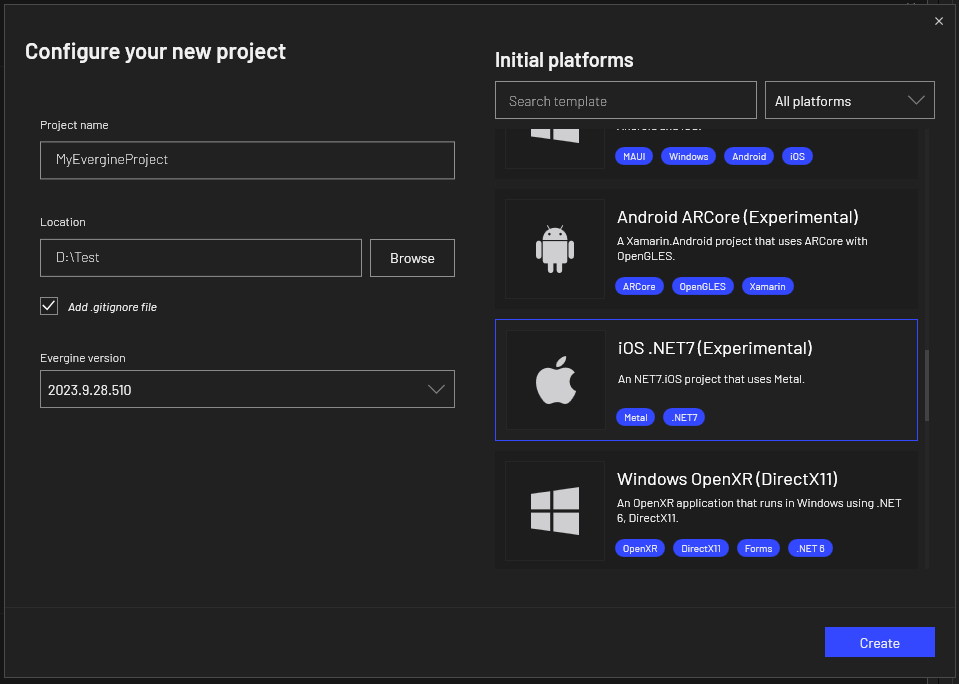 Configure your new project
Project name
MyEvergineProject
Location
D:\Test
Browse
Add .gitignore file
Evergine version
2023.9.28.510
Initial platforms
Search template
All platforms
Android and iOS.
MAUI
Windows
Android
iOS
Android ARCore (Experimental)
A Xamarin.Android project that uses ARCore with
OpenGLES.
ARCore
OpenGLES
Xamarin
iOS .NET7 (Experimental)
An NET7.iOS project that uses Metal.
Metal
.NET7
Windows OpenXR (DirectX11)
An OpenXR application that runs in Windows using .NET
6, DirectX11.
OpenXR
DirectX11
Forms
.NET 6
Create